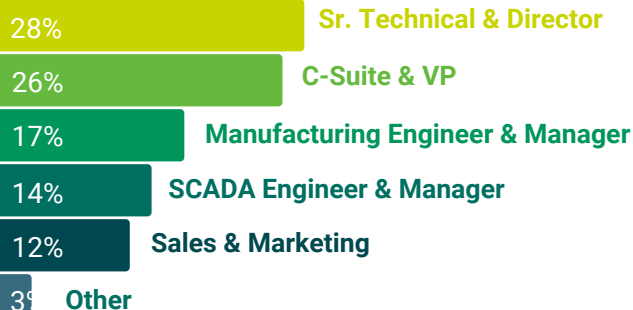 28% Sr. Technical & Director
26% C-Suite & VP
17% Manufacturing Engineer & Manager
14% SCADA Engineer & Manager
12% Sales & Marketing
3% Other